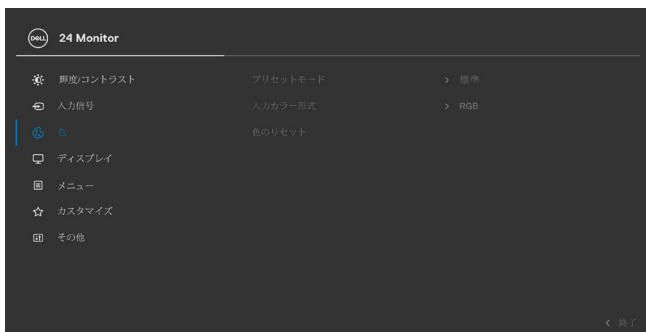 DELL 24 Monitor
輝度/コントラスト プリセットモード > 標準
入力信号 入力カラー形式 > RGB
色 色のリセット
ディスプレイ
メニュー
カスタマイズ
その他
< 終了